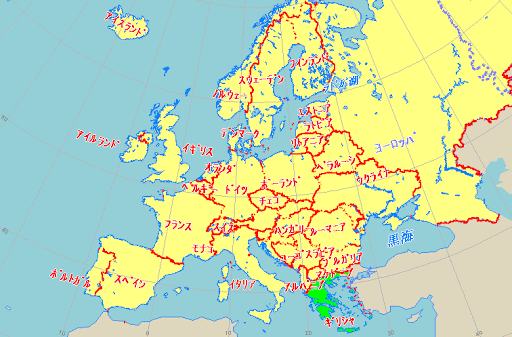 アイスランド
フィンランド
スウェーデン
ノルウェー
エストニア
ラトビア
リトアニア
デンマーク
アイルランド
イギリス
オランダ
ベラルーシ
ヨーロッパ
ウクライナ
ベルギー
ドイツ
ポーランド
チェコ
フランス
スイス
ハンガリー
ルーマニア
モナコ
黒海
ユーゴスラビア
ブルガリア
ポルトガル
スペイン
イタリア
アルバニア
ギリシャ